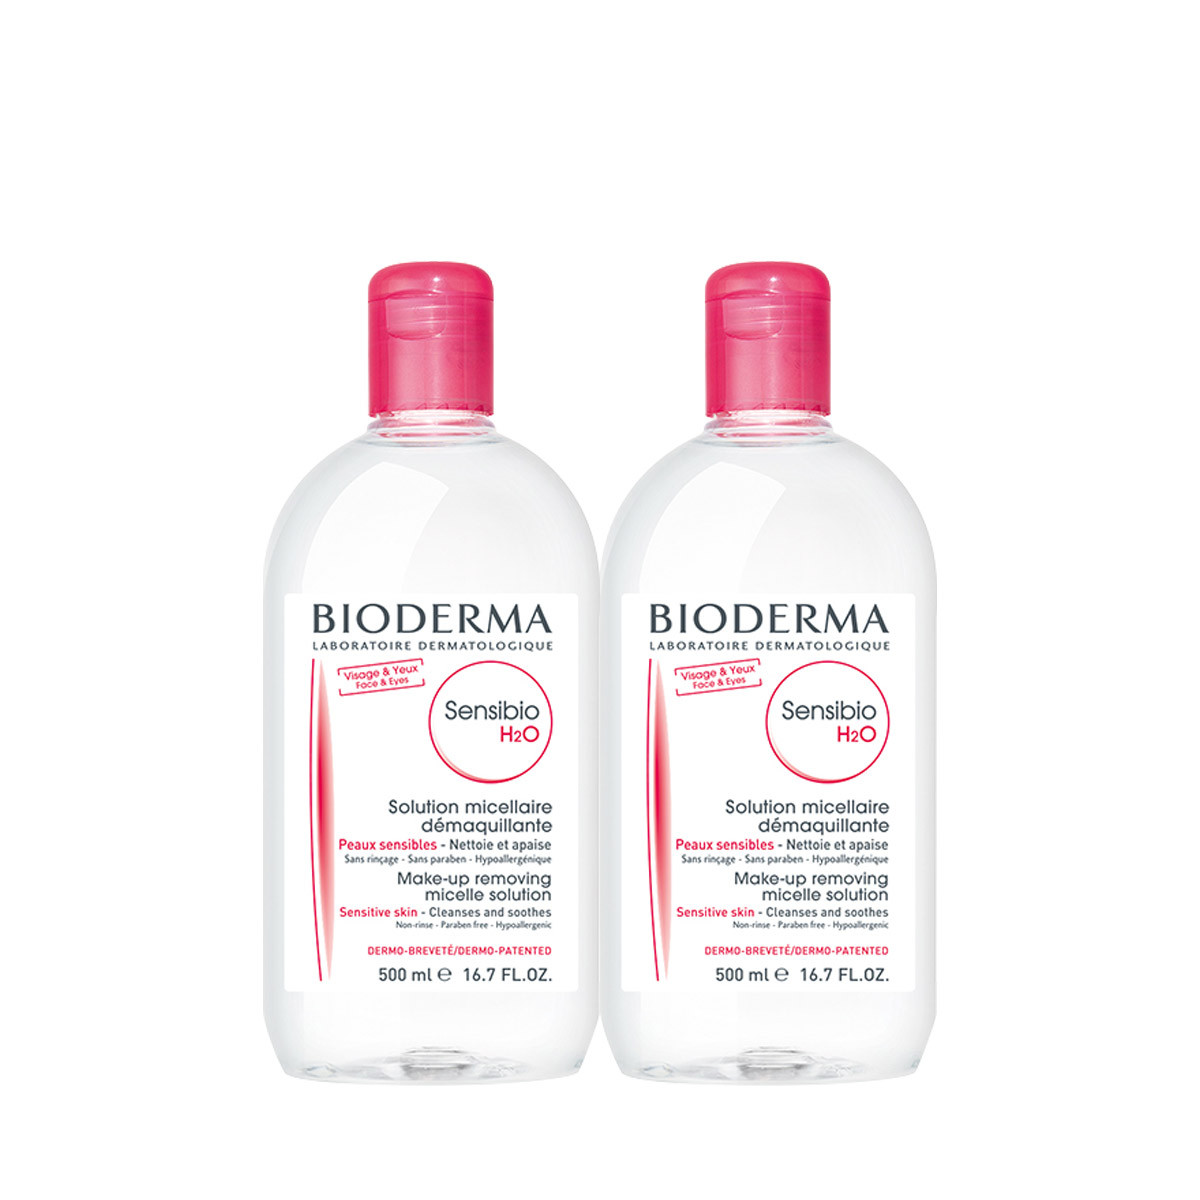 BIODERMA
LABORATOIRE DERMATOLOGIQUE
Visage & Yeux
Face & Eyes
Sensibio
H2O
Solution micellaire
démaquillante
Peaux sensibles - Nettoie et apaise
Sans rinçage - Sans paraben - Hypoallergénique
Make-up removing
micelle solution
Sensitive skin - Cleanses and soothes
Non-rinse - Paraben free - Hypoallergenic
DERMO-BREVETÉ/DERMO-PATENTED
500 ml ℮ 16.7 FL.OZ.
BIODERMA
LABORATOIRE DERMATOLOGIQUE
Visage & Yeux
Face & Eyes
Sensibio
H2O
Solution micellaire
démaquillante
Peaux sensibles - Nettoie et apaise
Sans rinçage - Sans paraben - Hypoallergénique
Make-up removing
micelle solution
Sensitive skin - Cleanses and soothes
Non-rinse - Paraben free - Hypoallergenic
DERMO-BREVETÉ/DERMO-PATENTED
500 ml ℮ 16.7 FL.OZ.